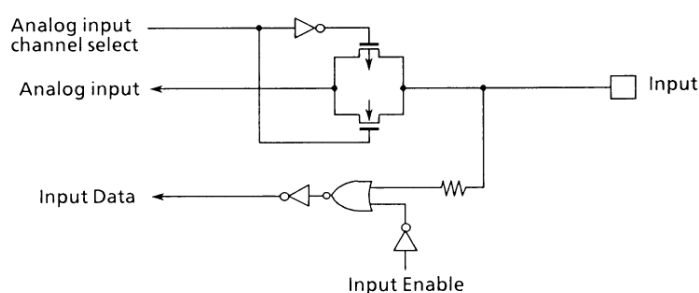 Analog input
channel select
Analog input
Input
Input Data
Input Enable